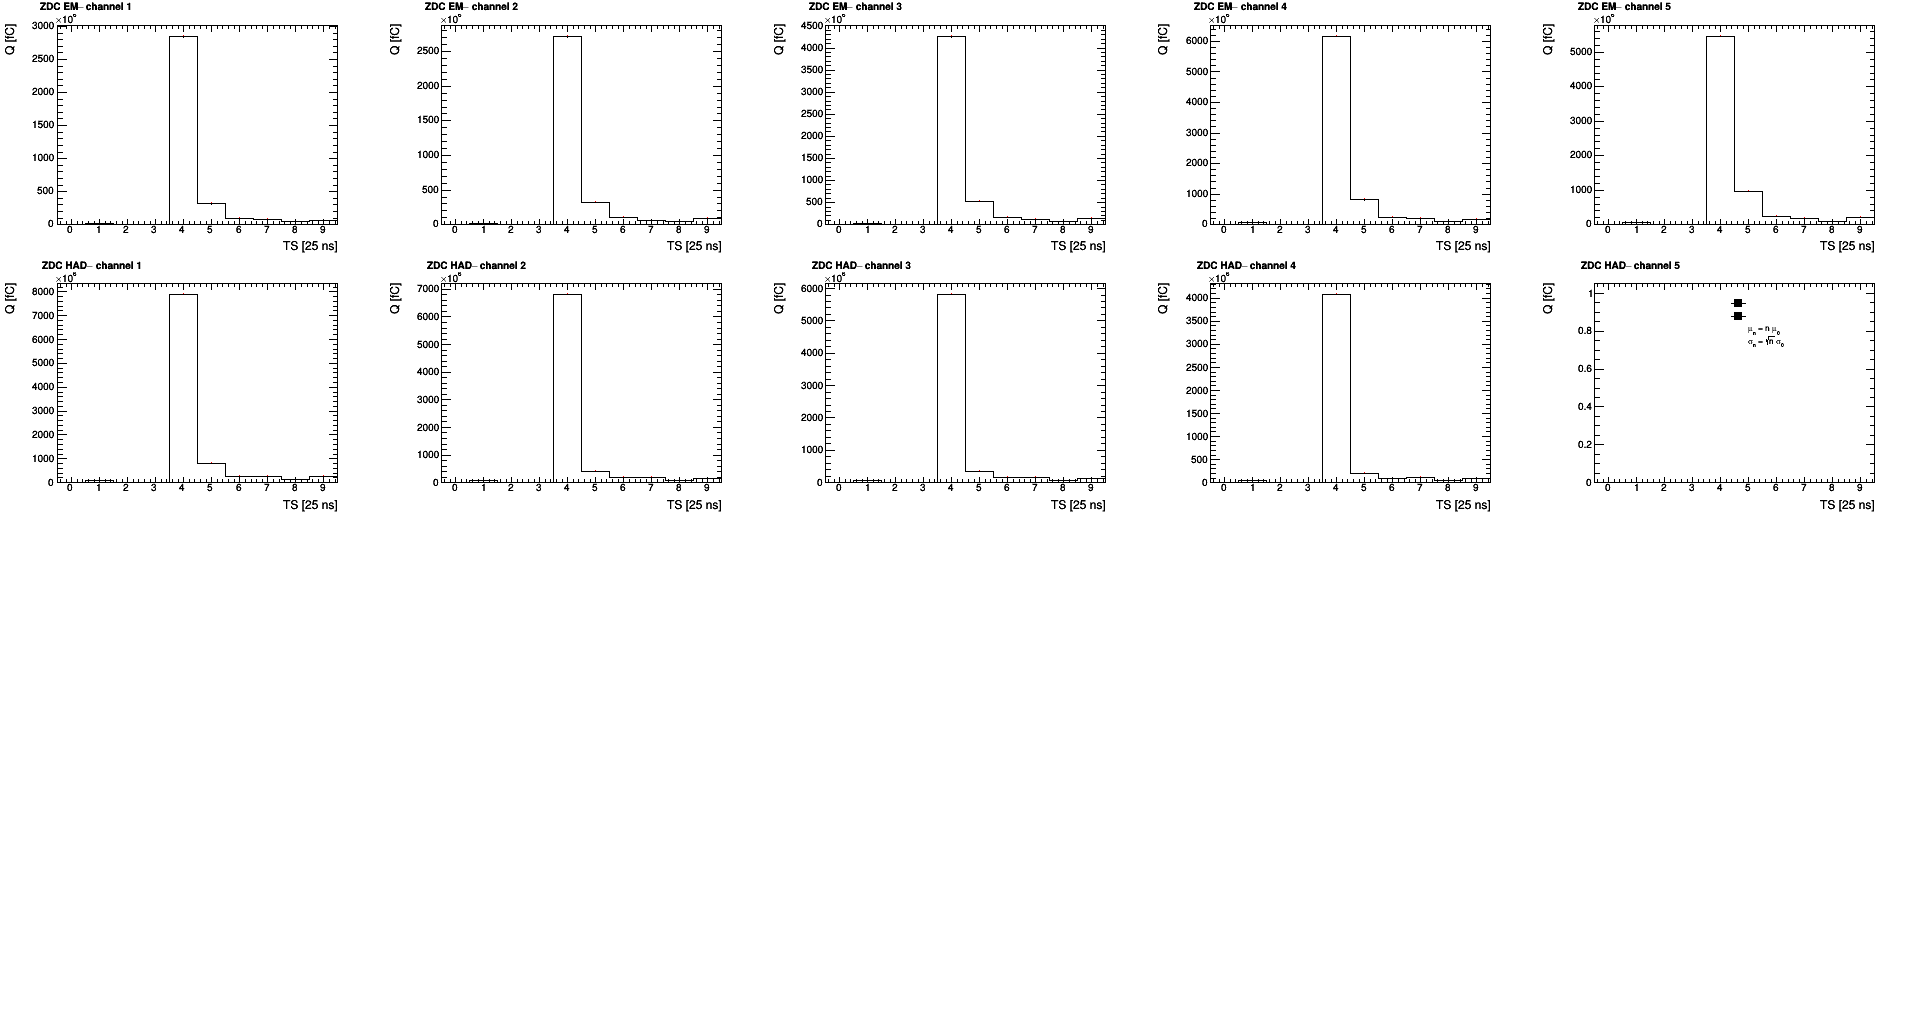 ZDC EM– channel 1
×10⁶
Q [fC]
3000
2500
2000
1500
1000
500
0
0 1 2 3 4 5 6 7 8 9
TS [25 ns]
ZDC EM– channel 2
×10⁶
Q [fC]
2500
2000
1500
1000
500
0
0 1 2 3 4 5 6 7 8 9
TS [25 ns]
ZDC EM– channel 3
×10⁶
Q [fC]
4500
4000
3500
3000
2500
2000
1500
1000
500
0
0 1 2 3 4 5 6 7 8 9
TS [25 ns]
ZDC EM– channel 4
×10⁶
Q [fC]
6000
5000
4000
3000
2000
1000
0
0 1 2 3 4 5 6 7 8 9
TS [25 ns]
ZDC EM– channel 5
×10⁶
Q [fC]
5000
4000
3000
2000
1000
0
0 1 2 3 4 5 6 7 8 9
TS [25 ns]
ZDC HAD– channel 1
×10⁶
Q [fC]
8000
7000
6000
5000
4000
3000
2000
1000
0
0 1 2 3 4 5 6 7 8 9
TS [25 ns]
ZDC HAD– channel 2
×10⁶
Q [fC]
7000
6000
5000
4000
3000
2000
1000
0
0 1 2 3 4 5 6 7 8 9
TS [25 ns]
ZDC HAD– channel 3
×10⁶
Q [fC]
6000
5000
4000
3000
2000
1000
0
0 1 2 3 4 5 6 7 8 9
TS [25 ns]
ZDC HAD– channel 4
×10⁶
Q [fC]
4000
3500
3000
2500
2000
1500
1000
500
0
0 1 2 3 4 5 6 7 8 9
TS [25 ns]
ZDC HAD– channel 5
Q [fC]
1
0.8
0.6
0.4
0.2
0
μₙ = n μ₀
σₙ = √n σ₀
0 1 2 3 4 5 6 7 8 9
TS [25 ns]